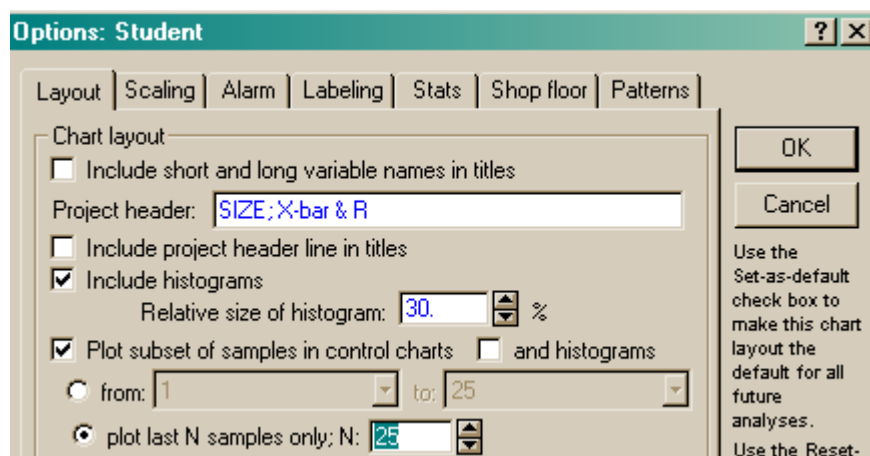 Options: Student
Layout Scaling Alarm Labeling Stats Shop floor Patterns
Chart layout
Include short and long variable names in titles
Project header: SIZE; X-bar & R
Include project header line in titles
Include histograms
Relative size of histogram: 30. %
Plot subset of samples in control charts and histograms
from: 1 to: 25
plot last N samples only; N: 25
OK
Cancel
Use the
Set-as-default
check box to
make this chart
layout the
default for all
future
analyses.
Use the Reset-